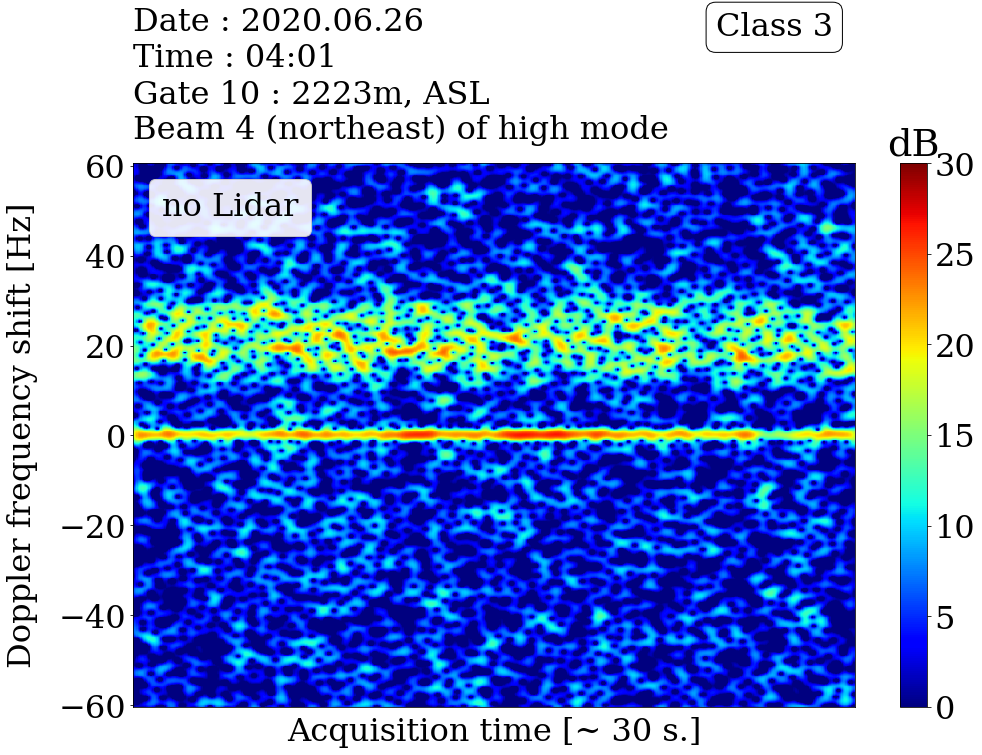 Date : 2020.06.26
Time : 04:01
Gate 10 : 2223m, ASL
Beam 4 (northeast) of high mode
Class 3
dB
no Lidar
Doppler frequency shift [Hz]
60
40
20
0
−20
−40
−60
Acquisition time [~ 30 s.]
30
25
20
15
10
5
0